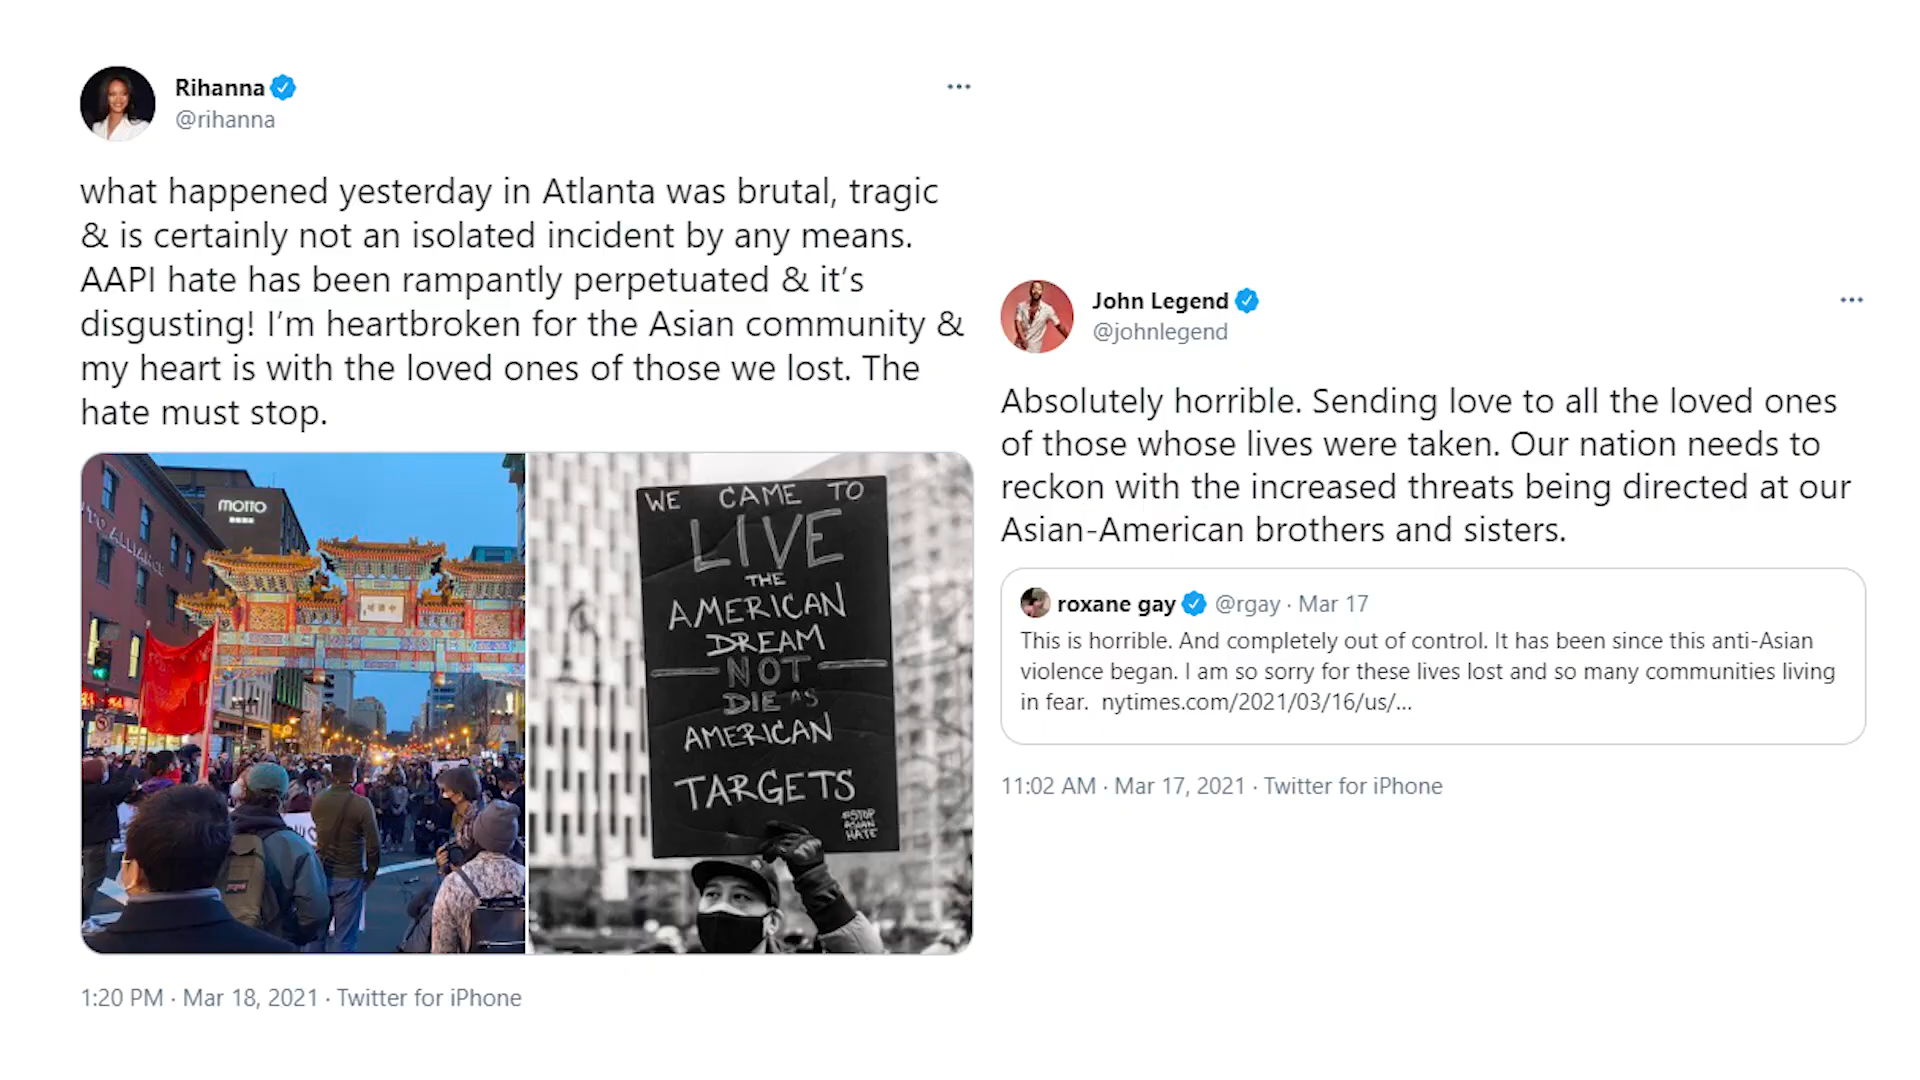 Rihanna
@rihanna
what happened yesterday in Atlanta was brutal, tragic
& is certainly not an isolated incident by any means.
AAPI hate has been rampantly perpetuated & it's
disgusting! I'm heartbroken for the Asian community &
my heart is with the loved ones of those we lost. The
hate must stop.
MOTTO
WE CAME TO
LIVE
THE
AMERICAN
DREAM
NOT
DIE AS
AMERICAN
TARGETS
#STOP
ASIAN
HATE
1:20 PM · Mar 18, 2021 · Twitter for iPhone
John Legend
@johnlegend
Absolutely horrible. Sending love to all the loved ones
of those whose lives were taken. Our nation needs to
reckon with the increased threats being directed at our
Asian-American brothers and sisters.
roxane gay @rgay · Mar 17
This is horrible. And completely out of control. It has been since this anti-Asian
violence began. I am so sorry for these lives lost and so many communities living
in fear. nytimes.com/2021/03/16/us/...
11:02 AM · Mar 17, 2021 · Twitter for iPhone